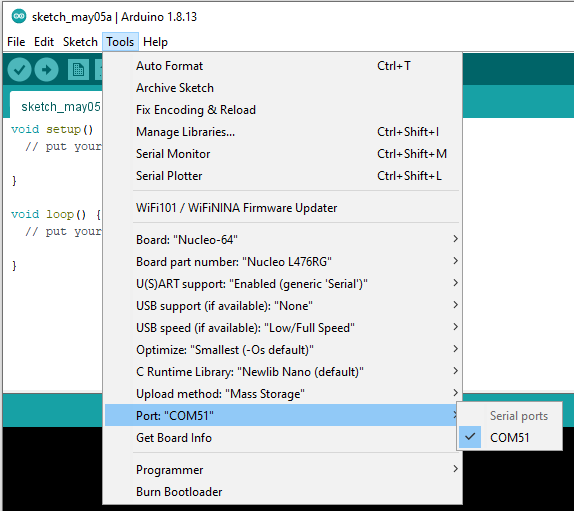 sketch_may05a | Arduino 1.8.13
File Edit Sketch Tools Help
Auto Format Ctrl+T
Archive Sketch
Fix Encoding & Reload
Manage Libraries... Ctrl+Shift+I
Serial Monitor Ctrl+Shift+M
Serial Plotter Ctrl+Shift+L
WiFi101 / WiFiNINA Firmware Updater
Board: "Nucleo-64"
Board part number: "Nucleo L476RG"
U(S)ART support: "Enabled (generic 'Serial')"
USB support (if available): "None"
USB speed (if available): "Low/Full Speed"
Optimize: "Smallest (-Os default)"
C Runtime Library: "Newlib Nano (default)"
Upload method: "Mass Storage"
Port: "COM51"
Get Board Info
Programmer
Burn Bootloader
Serial ports
COM51
sketch_may05
void setup()
// put your
}
void loop() {
// put your
}